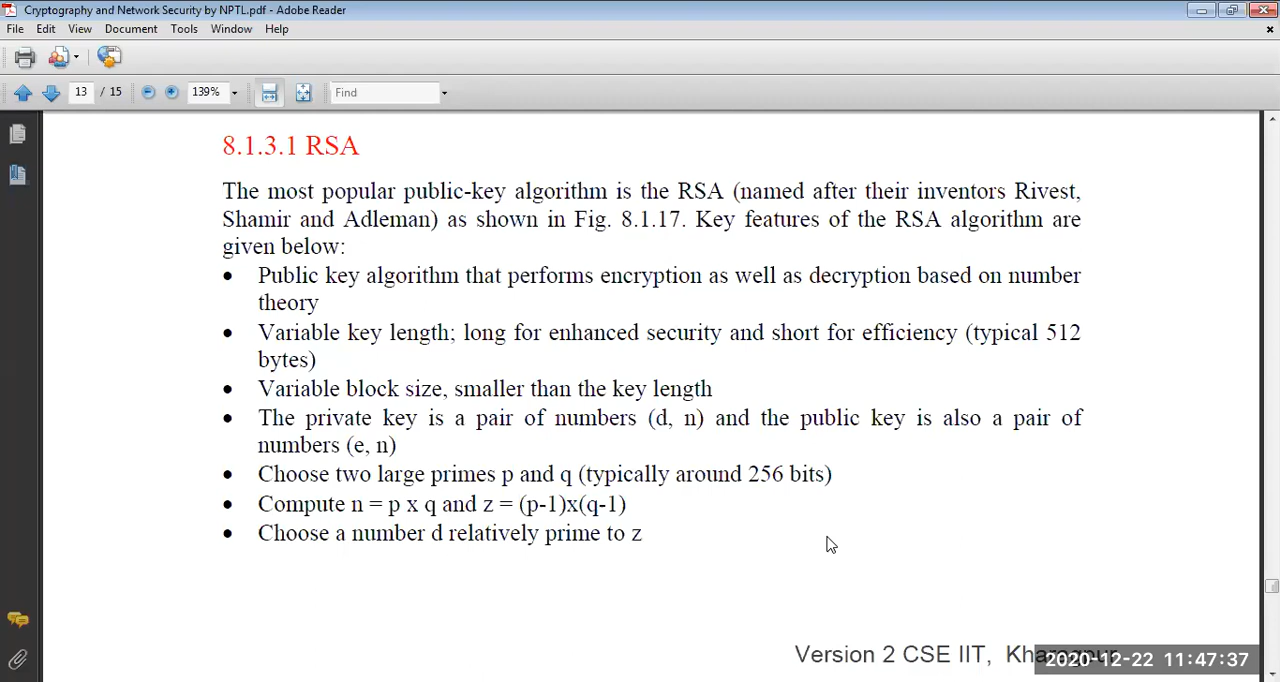 Cryptography and Network Security by NPTL.pdf - Adobe Reader
File Edit View Document Tools Window Help
13 / 15 139% Find
8.1.3.1 RSA
The most popular public-key algorithm is the RSA (named after their inventors Rivest,
Shamir and Adleman) as shown in Fig. 8.1.17. Key features of the RSA algorithm are
given below:
• Public key algorithm that performs encryption as well as decryption based on number
theory
• Variable key length; long for enhanced security and short for efficiency (typical 512
bytes)
• Variable block size, smaller than the key length
• The private key is a pair of numbers (d, n) and the public key is also a pair of
numbers (e, n)
• Choose two large primes p and q (typically around 256 bits)
• Compute n = p x q and z = (p-1)x(q-1)
• Choose a number d relatively prime to z
Version 2 CSE IIT, Kharagpur
2020-12-22 11:47:37